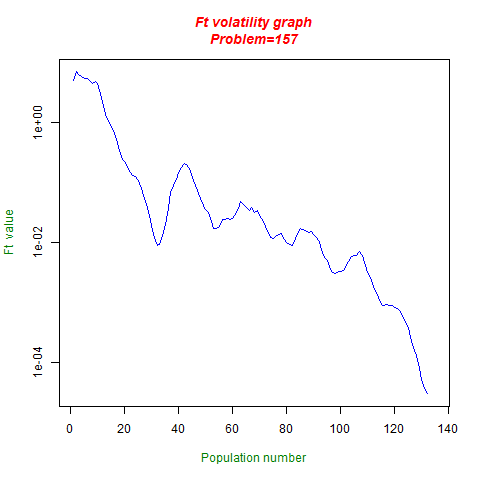 Ft volatility graph
Problem=157
1e+00
1e-02
1e-04
Ft value
0 20 40 60 80 100 120 140
Population number